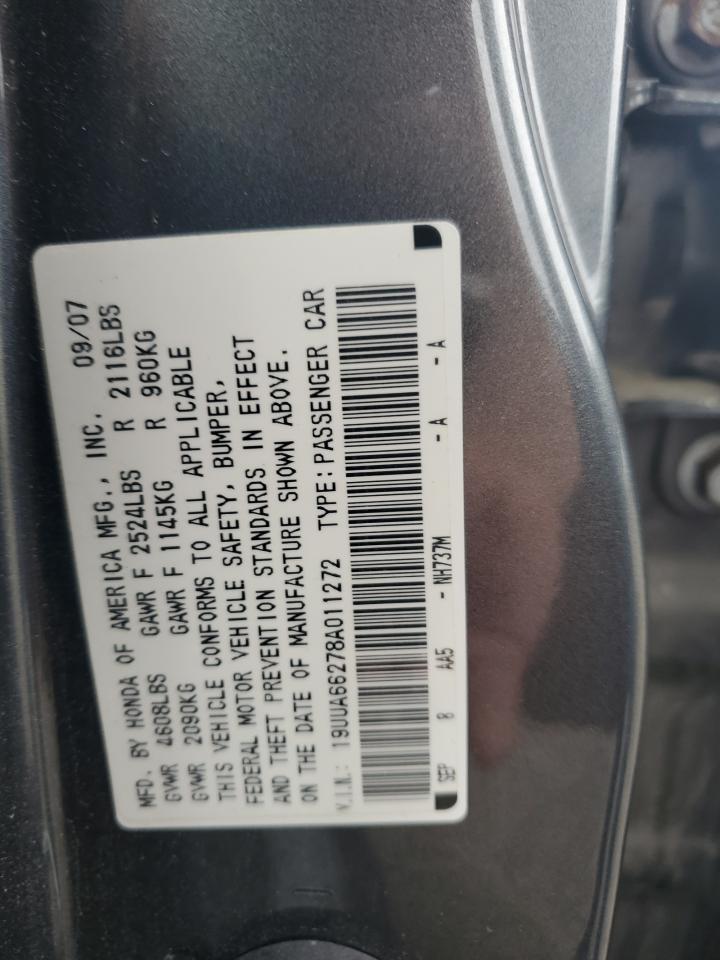 MFD. BY HONDA OF AMERICA MFG., INC. 09/07
GVWR 4608LBS GAWR F 2524LBS R 2116LBS
GVWR 2090KG GAWR F 1145KG R 960KG
THIS VEHICLE CONFORMS TO ALL APPLICABLE
FEDERAL MOTOR VEHICLE SAFETY, BUMPER,
AND THEFT PREVENTION STANDARDS IN EFFECT
ON THE DATE OF MANUFACTURE SHOWN ABOVE.
V.I.N.: 19UUA66278A011272 TYPE: PASSENGER CAR
SEP 8 AA5 - NH737M - A - A